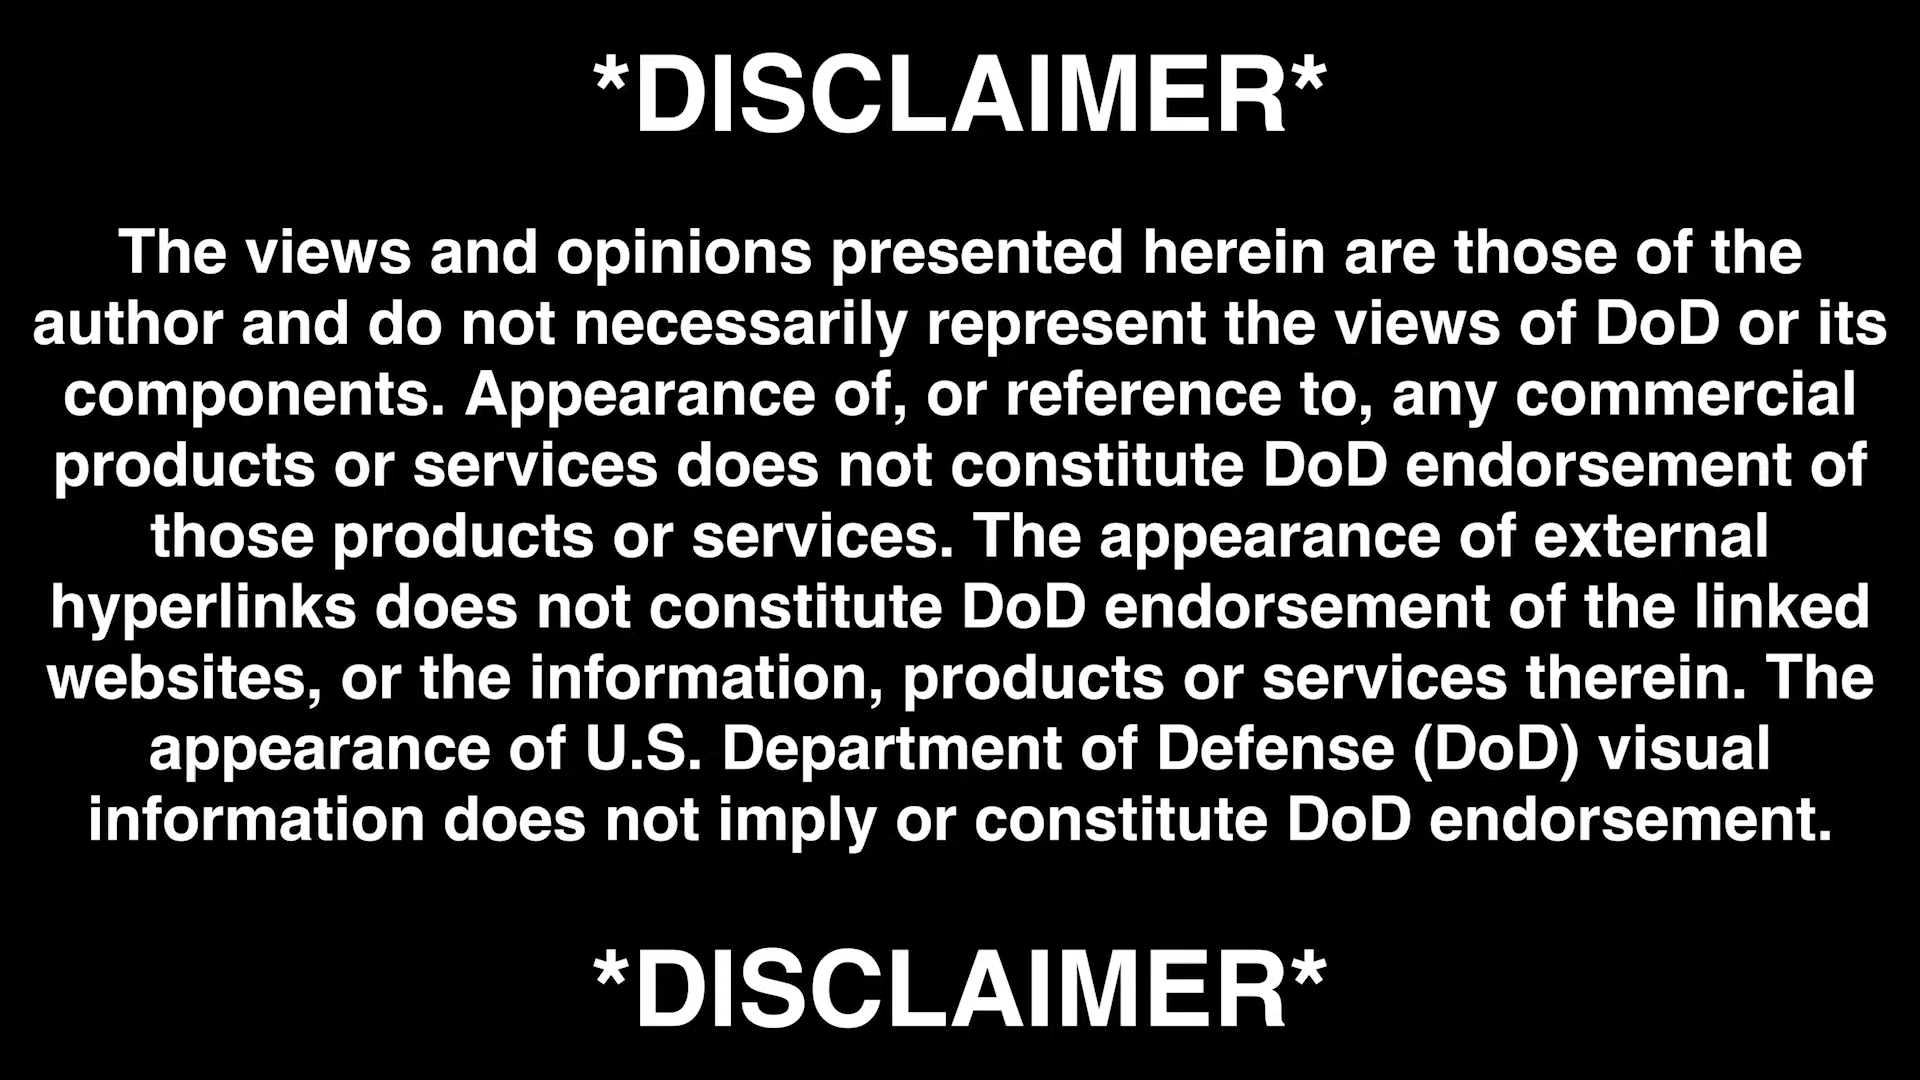 *DISCLAIMER*
The views and opinions presented herein are those of the
author and do not necessarily represent the views of DoD or its
components. Appearance of, or reference to, any commercial
products or services does not constitute DoD endorsement of
those products or services. The appearance of external
hyperlinks does not constitute DoD endorsement of the linked
websites, or the information, products or services therein. The
appearance of U.S. Department of Defense (DoD) visual
information does not imply or constitute DoD endorsement.
*DISCLAIMER*